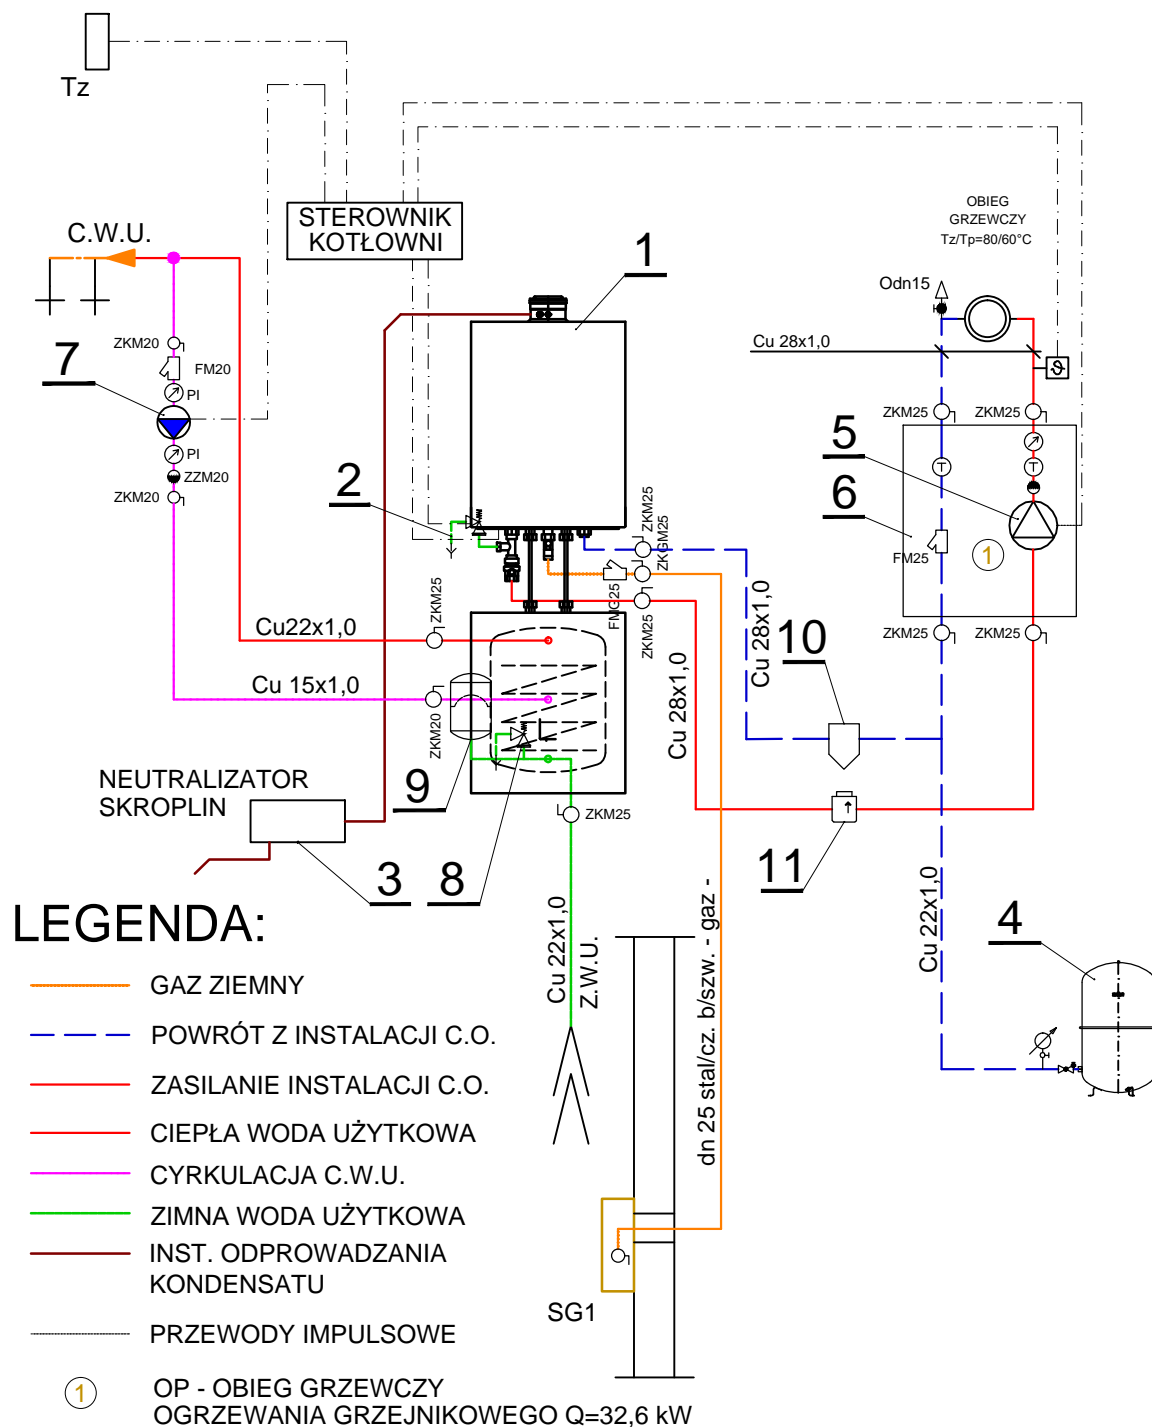 Tz
STEROWNIK
KOTŁOWNI
C.W.U.
1
OBIEG
GRZEWCZY
Tz/Tp=80/60°C
Odn15
Cu 28x1,0
ϑ
ZKM20
FM20
PI
7
PI
ZZM20
ZKM20
ZKM25
ZKM25
5
T
T
6
FM25
1
2
ZKM25
ZKGM25
FMG25
ZKM25
ZKM25
Cu22x1,0
Cu 15x1,0
ZKM20
ZKM25
ZKM25
Cu 28x1,0
Cu 28x1,0
10
NEUTRALIZATOR
SKROPLIN
9
ZKM25
3
8
11
Cu 22x1,0
Z.W.U.
dn 25 stal/cz. b/szw. - gaz -
Cu 22x1,0
4
LEGENDA:
GAZ ZIEMNY
POWRÓT Z INSTALACJI C.O.
ZASILANIE INSTALACJI C.O.
CIEPŁA WODA UŻYTKOWA
CYRKULACJA C.W.U.
ZIMNA WODA UŻYTKOWA
INST. ODPROWADZANIA
KONDENSATU
PRZEWODY IMPULSOWE
SG1
1
OP - OBIEG GRZEWCZY
OGRZEWANIA GRZEJNIKOWEGO Q=32,6 kW